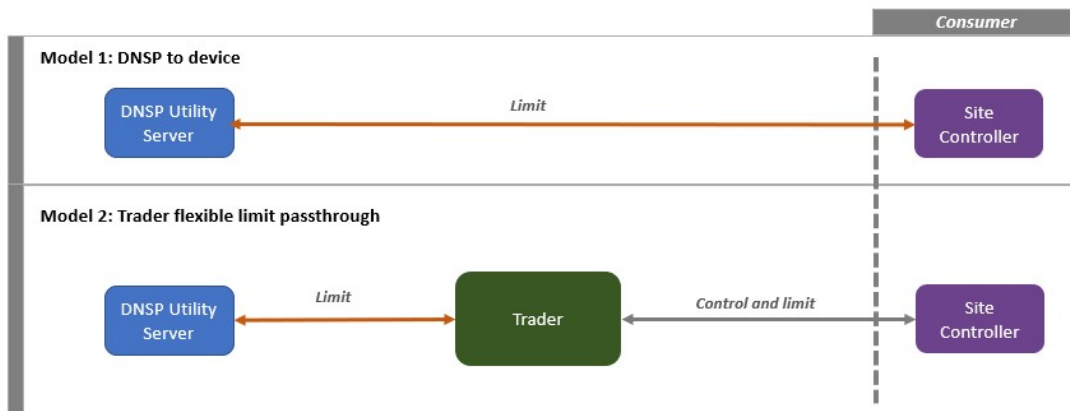 Consumer
Model 1: DNSP to device
DNSP Utility
Server
Limit
Site
Controller
Model 2: Trader flexible limit passthrough
DNSP Utility
Server
Limit
Trader
Control and limit
Site
Controller